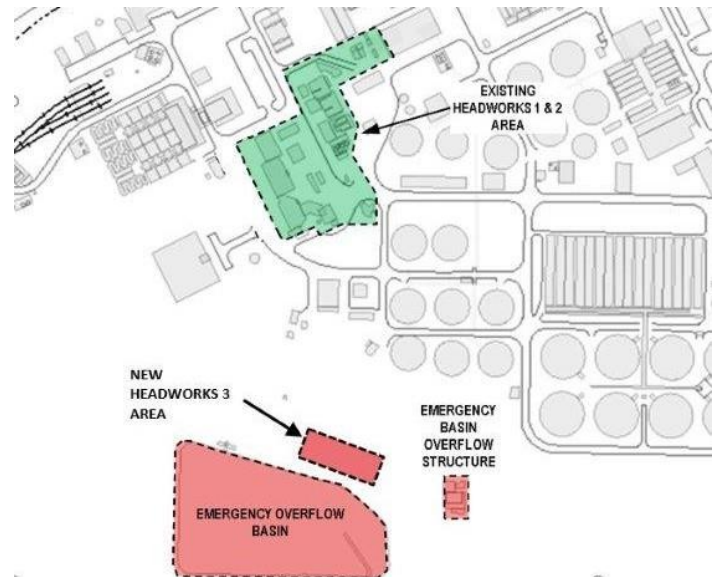 EXISTING
HEADWORKS 1 & 2
AREA
NEW
HEADWORKS 3
AREA
EMERGENCY
BASIN
OVERFLOW
STRUCTURE
EMERGENCY OVERFLOW
BASIN